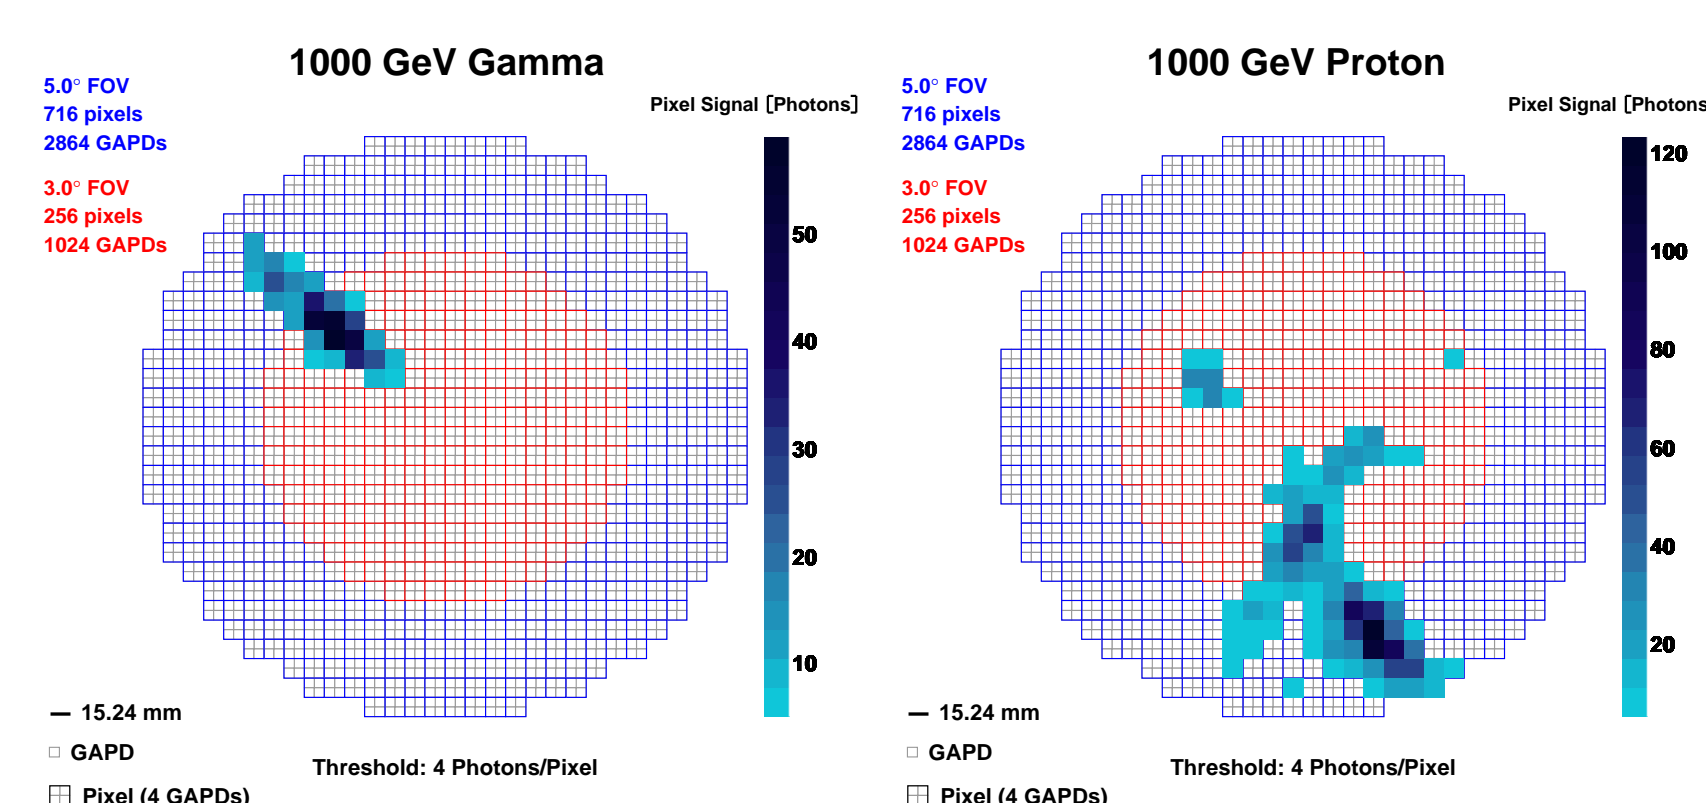 1000 GeV Gamma
5.0° FOV
716 pixels
2864 GAPDs
3.0° FOV
256 pixels
1024 GAPDs
Pixel Signal [Photons]
50
40
30
20
10
15.24 mm
GAPD
Pixel (4 GAPDs)
Threshold: 4 Photons/Pixel
1000 GeV Proton
5.0° FOV
716 pixels
2864 GAPDs
3.0° FOV
256 pixels
1024 GAPDs
Pixel Signal [Photons
120
100
80
60
40
20
15.24 mm
GAPD
Pixel (4 GAPDs)
Threshold: 4 Photons/Pixel